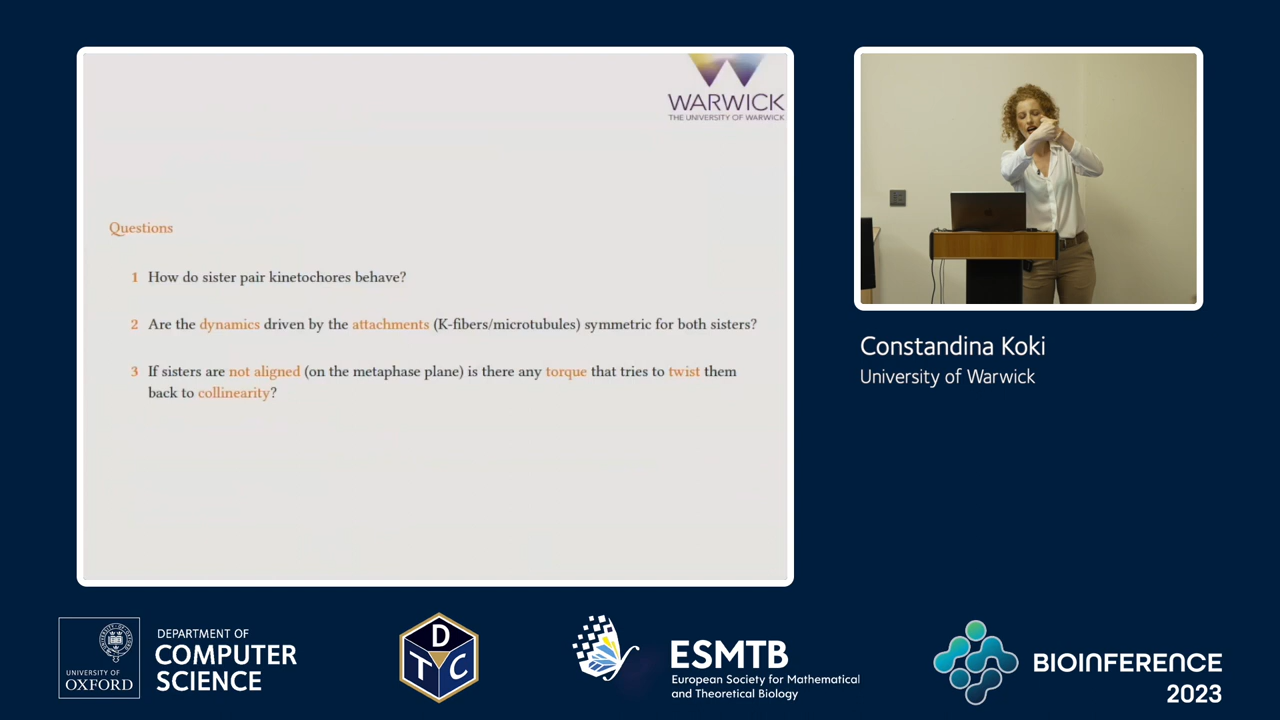 WARWICK
THE UNIVERSITY OF WARWICK
Questions
1 How do sister pair kinetochores behave?
2 Are the dynamics driven by the attachments (K-fibers/microtubules) symmetric for both sisters?
3 If sisters are not aligned (on the metaphase plane) is there any torque that tries to twist them
back to collinearity?
Constandina Koki
University of Warwick
UNIVERSITY OF
OXFORD
DEPARTMENT OF
COMPUTER
SCIENCE
D
T C
ESMTB
European Society for Mathematical
and Theoretical Biology
BIOINFERENCE
2023